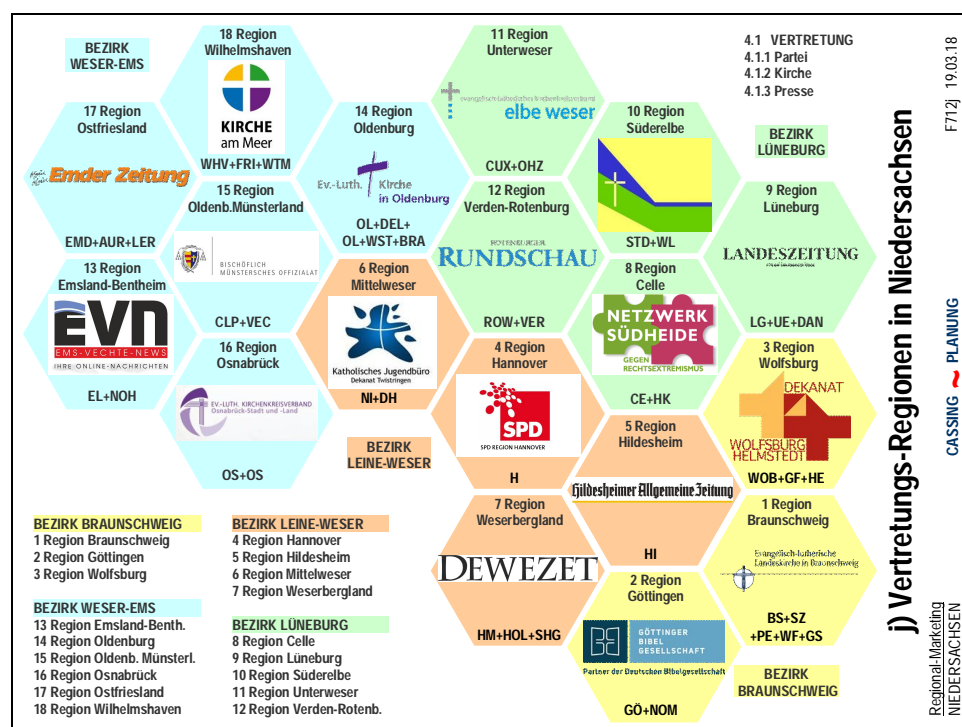 18 Region
Wilhelmshaven
KIRCHE
am Meer
WHV+FRI+WTM
11 Region
Unterweser
elbe weser
CUX+OHZ
BEZIRK
WESER-EMS
4.1 VERTRETUNG
4.1.1 Partei
4.1.2 Kirche
4.1.3 Presse
17 Region
Ostfriesland
Emder Zeitung
EMD+AUR+LER
14 Region
Oldenburg
Ev.-Luth. Kirche
in Oldenburg
OL+DEL+
OL+WST+BRA
10 Region
Süderelbe
STD+WL
BEZIRK
LÜNEBURG
15 Region
Oldenb.Münsterland
BISCHÖFLICH
MÜNSTERSCHES OFFIZIALAT
CLP+VEC
12 Region
Verden-Rotenburg
ROTENBURGER
RUNDSCHAU
ROW+VER
9 Region
Lüneburg
LANDESZEITUNG
LG+UE+DAN
13 Region
Emsland-Bentheim
EVN
EMS-VECHTE-NEWS
IHRE ONLINE-NACHRICHTEN
EL+NOH
6 Region
Mittelweser
Katholisches Jugendbüro
Dekanat Twistringen
NI+DH
8 Region
Celle
NETZWERK
SÜDHEIDE
GEGEN
RECHTSEXTREMISMUS
CE+HK
16 Region
Osnabrück
EV.-LUTH. KIRCHENKREISVERBAND
Osnabrück-Stadt und -Land
OS+OS
4 Region
Hannover
SPD
SPD REGION HANNOVER
H
3 Region
Wolfsburg
DEKANAT
WOLFSBURG
HELMSTEDT
WOB+GF+HE
BEZIRK
LEINE-WESER
5 Region
Hildesheim
Hildesheimer Allgemeine Zeitung
HI
7 Region
Weserbergland
DEWEZET
HM+HOL+SHG
1 Region
Braunschweig
Evangelisch-lutherische
Landeskirche in Braunschweig
BS+SZ
+PE+WF+GS
2 Region
Göttingen
GÖTTINGER
BIBEL
GESELLSCHAFT
Partner der Deutschen Bibelgesellschaft
GÖ+NOM
BEZIRK
BRAUNSCHWEIG
BEZIRK BRAUNSCHWEIG
1 Region Braunschweig
2 Region Göttingen
3 Region Wolfsburg
BEZIRK WESER-EMS
13 Region Emsland-Benth.
14 Region Oldenburg
15 Region Oldenb. Münsterl.
16 Region Osnabrück
17 Region Ostfriesland
18 Region Wilhelmshaven
BEZIRK LEINE-WESER
4 Region Hannover
5 Region Hildesheim
6 Region Mittelweser
7 Region Weserbergland
BEZIRK LÜNEBURG
8 Region Celle
9 Region Lüneburg
10 Region Süderelbe
11 Region Unterweser
12 Region Verden-Rotenb.
j) Vertretungs-Regionen in Niedersachsen
F712j 19.03.18
CASSING ~ PLANUNG
Regional-Marketing
NIEDERSACHSEN